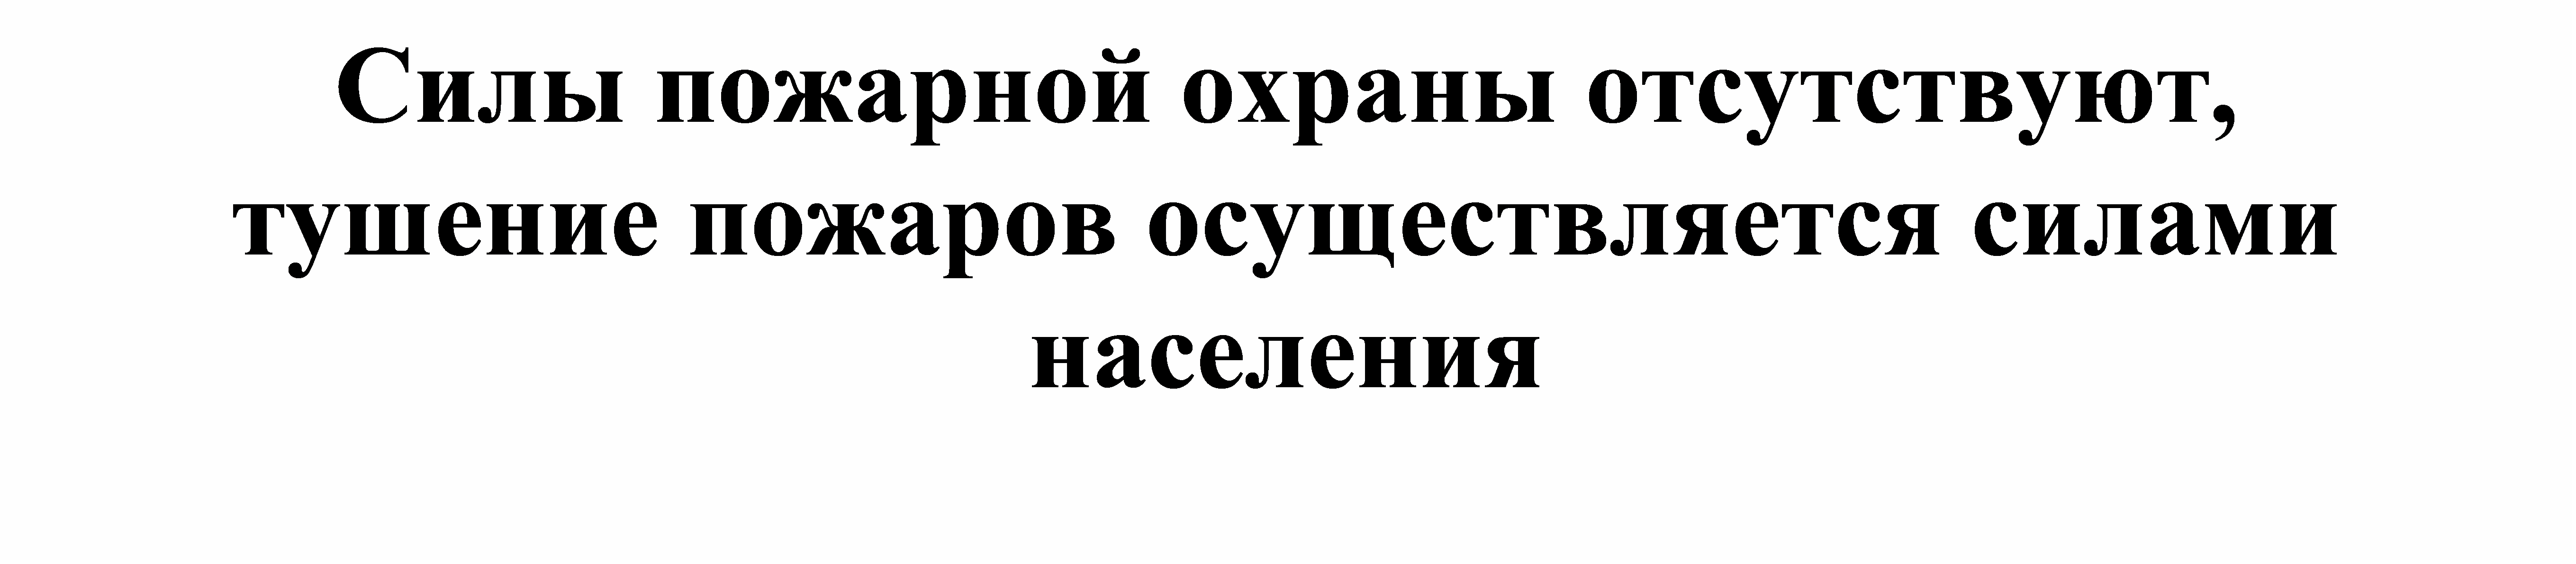 Силы пожарной охраны отсутствуют,
тушение пожаров осуществляется силами
населения